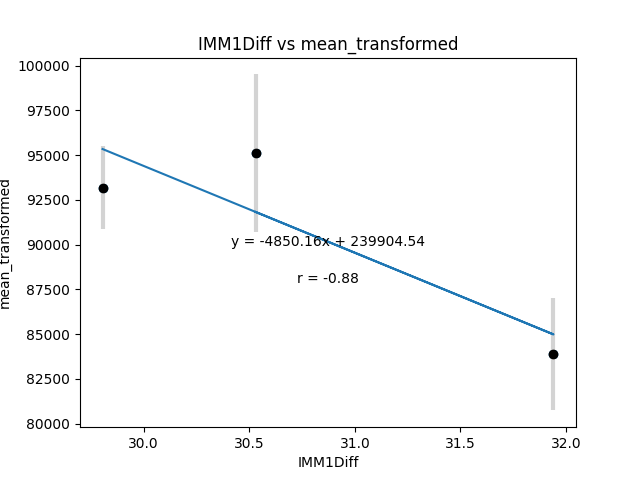 IMM1Diff vs mean_transformed
100000
97500
95000
92500
90000
87500
85000
82500
80000
mean_transformed
y = -4850.16x + 239904.54
r = -0.88
30.0 30.5 31.0 31.5 32.0
IMM1Diff